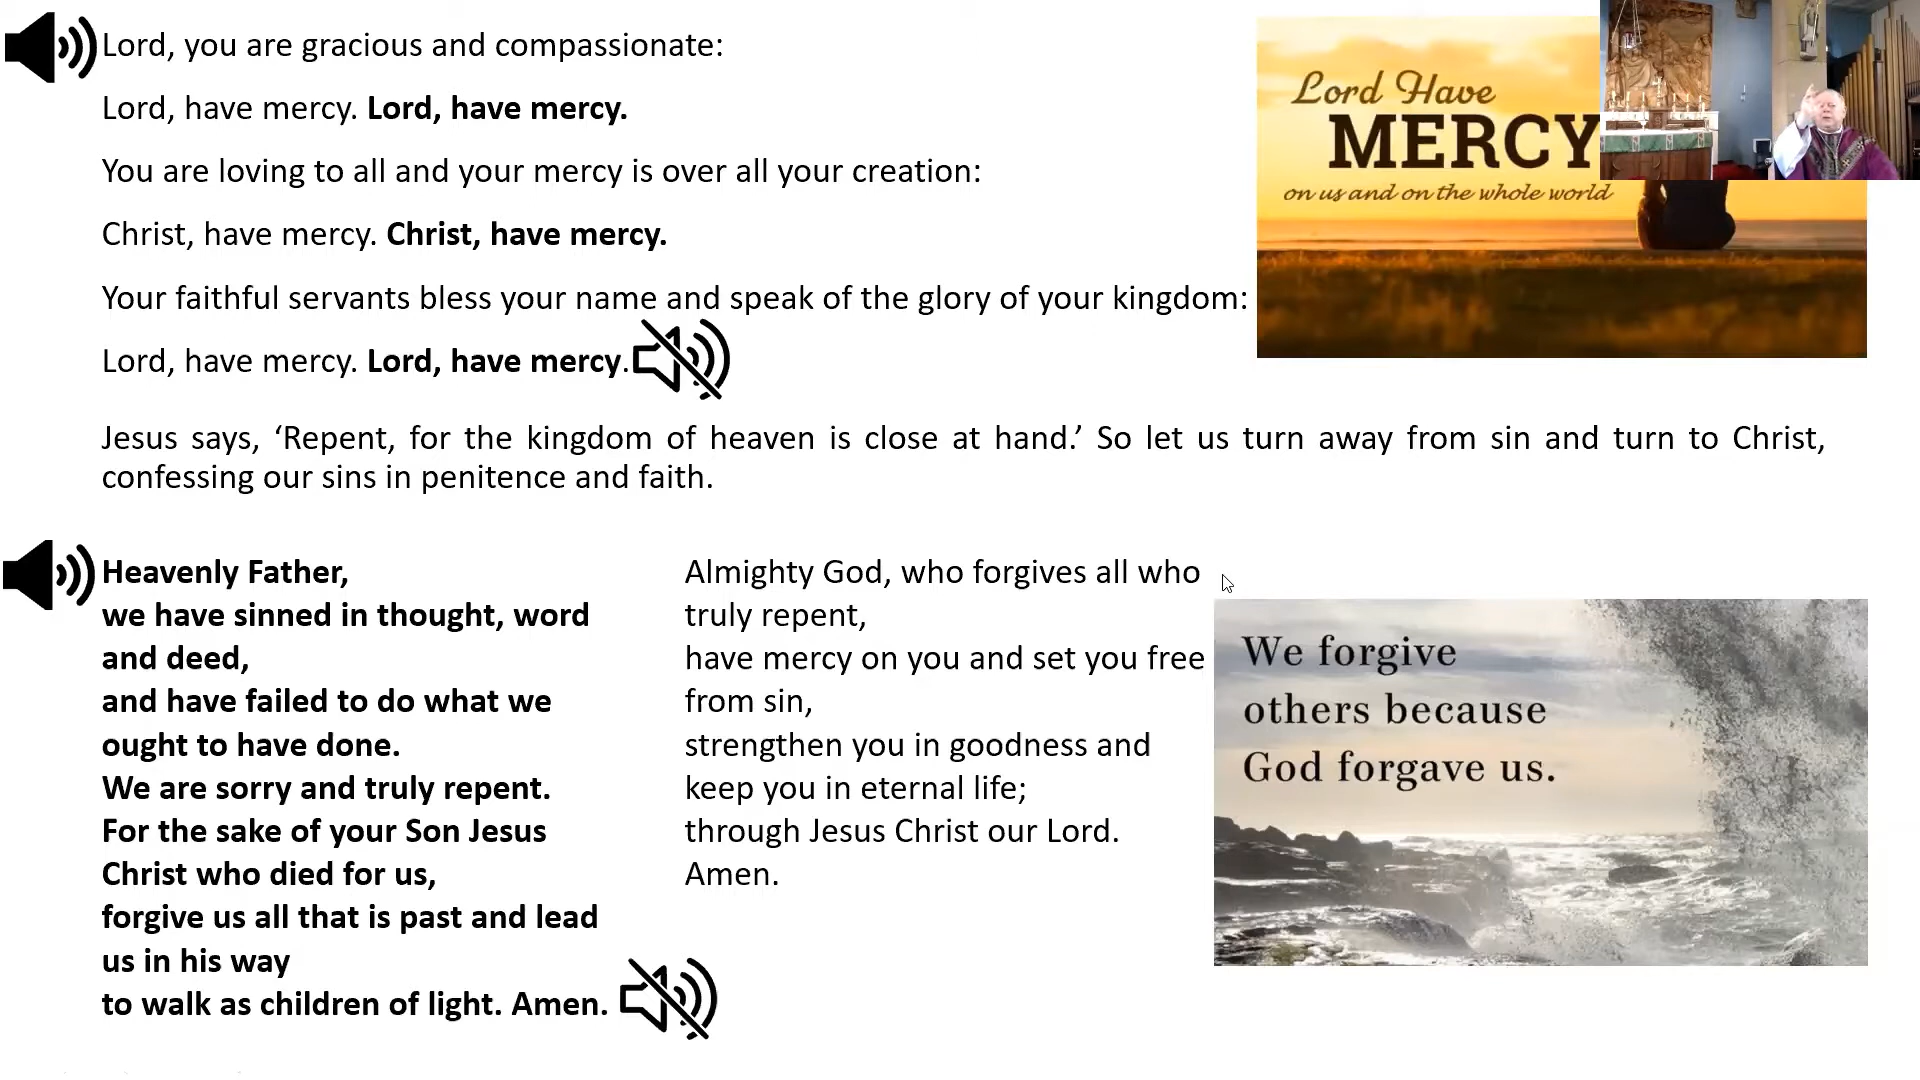 Lord, you are gracious and compassionate:
Lord, have mercy. Lord, have mercy.
You are loving to all and your mercy is over all your creation:
Christ, have mercy. Christ, have mercy.
Your faithful servants bless your name and speak of the glory of your kingdom:
Lord, have mercy. Lord, have mercy.
Lord Have
MERCY
on us and on the whole world
Jesus says, ‘Repent, for the kingdom of heaven is close at hand.’ So let us turn away from sin and turn to Christ,
confessing our sins in penitence and faith.
Heavenly Father,
we have sinned in thought, word
and deed,
and have failed to do what we
ought to have done.
We are sorry and truly repent.
For the sake of your Son Jesus
Christ who died for us,
forgive us all that is past and lead
us in his way
to walk as children of light. Amen.
Almighty God, who forgives all who
truly repent,
have mercy on you and set you free
from sin,
strengthen you in goodness and
keep you in eternal life;
through Jesus Christ our Lord.
Amen.
We forgive
others because
God forgave us.